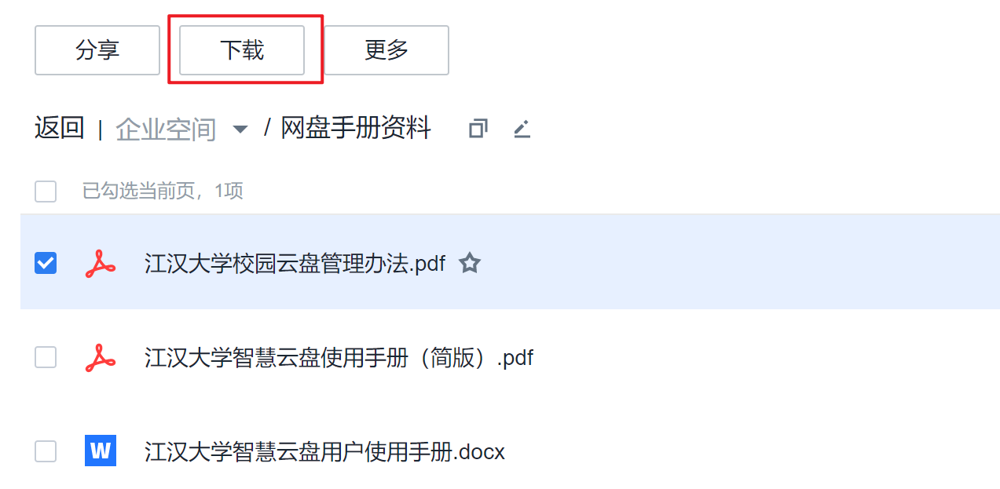 分享 下载 更多
返回 | 企业空间 / 网盘手册资料
已勾选当前页，1项
江汉大学校园云盘管理办法.pdf
江汉大学智慧云盘使用手册（简版）.pdf
W 江汉大学智慧云盘用户使用手册.docx